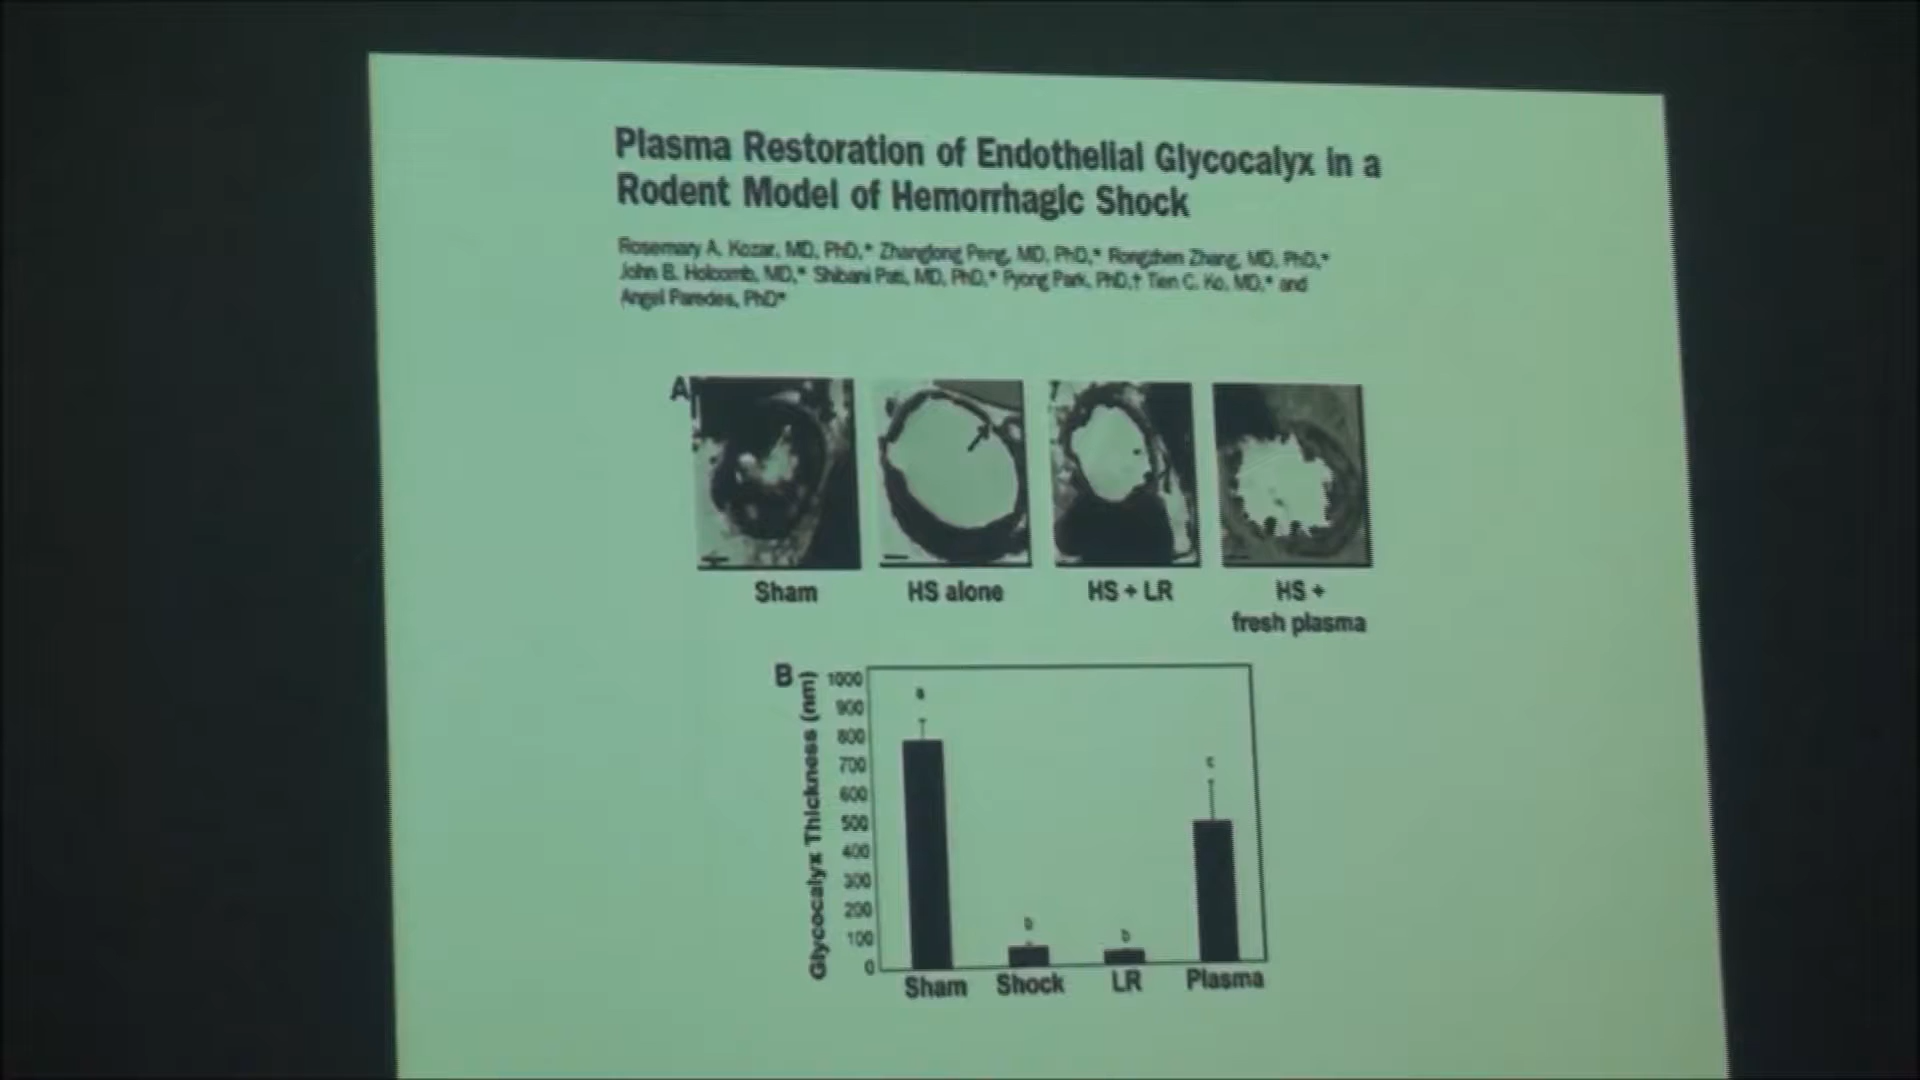 Plasma Restoration of Endothelial Glycocalyx in a
Rodent Model of Hemorrhagic Shock
Rosemary A. Kozar, MD, PhD,* Zhanglong Peng, MD, PhD,* Rongzhen Zhang, MD, PhD,*
John B. Holcomb, MD,* Shibani Pati, MD, PhD,* Pyong Park, PhD,† Tien C. Ko, MD,* and
Angel Paredes, PhD*
A
Sham
HS alone
HS + LR
HS +
fresh plasma
B
Glycocalyx Thickness (nm)
1000
900
800
700
600
500
400
300
200
100
0
a
b
b
c
Sham
Shock
LR
Plasma